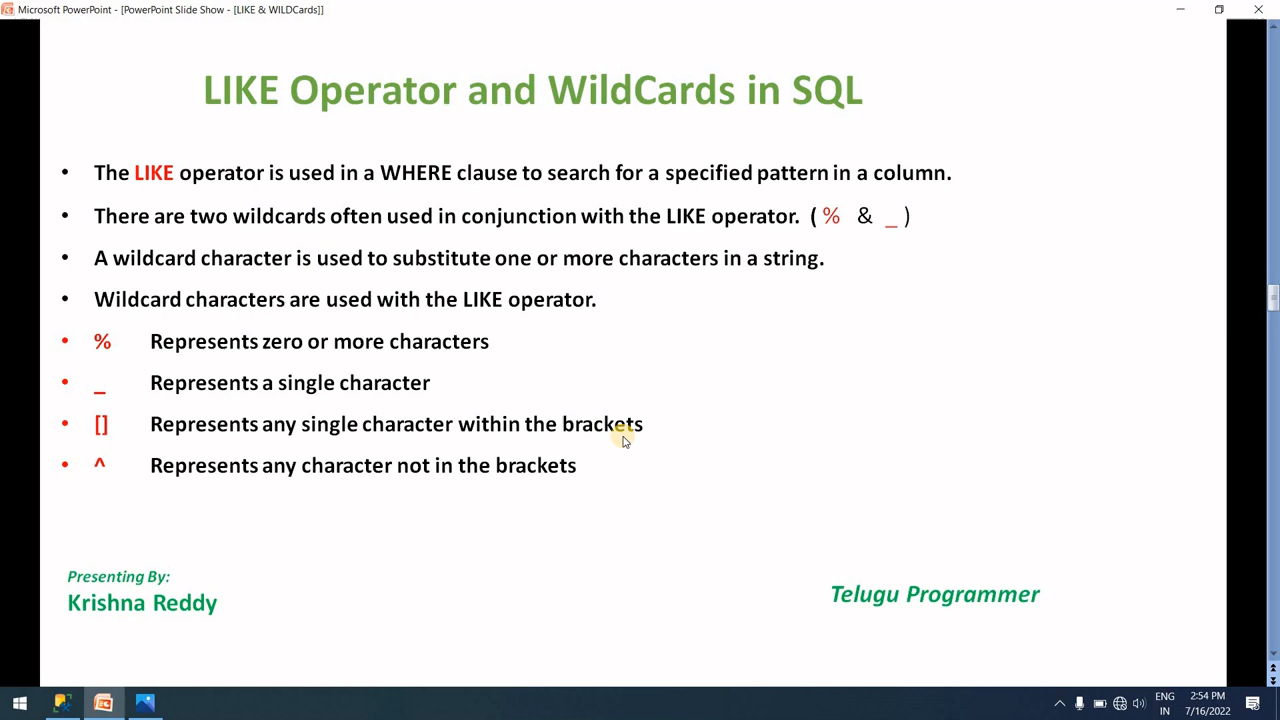 Microsoft PowerPoint - [PowerPoint Slide Show - [LIKE & WILDCards]]
LIKE Operator and WildCards in SQL
• The LIKE operator is used in a WHERE clause to search for a specified pattern in a column.
• There are two wildcards often used in conjunction with the LIKE operator. ( % & _ )
• A wildcard character is used to substitute one or more characters in a string.
• Wildcard characters are used with the LIKE operator.
• % Represents zero or more characters
• _ Represents a single character
• [] Represents any single character within the brackets
• ^ Represents any character not in the brackets
Presenting By:
Krishna Reddy
Telugu Programmer
ENG
IN
2:54 PM
7/16/2022